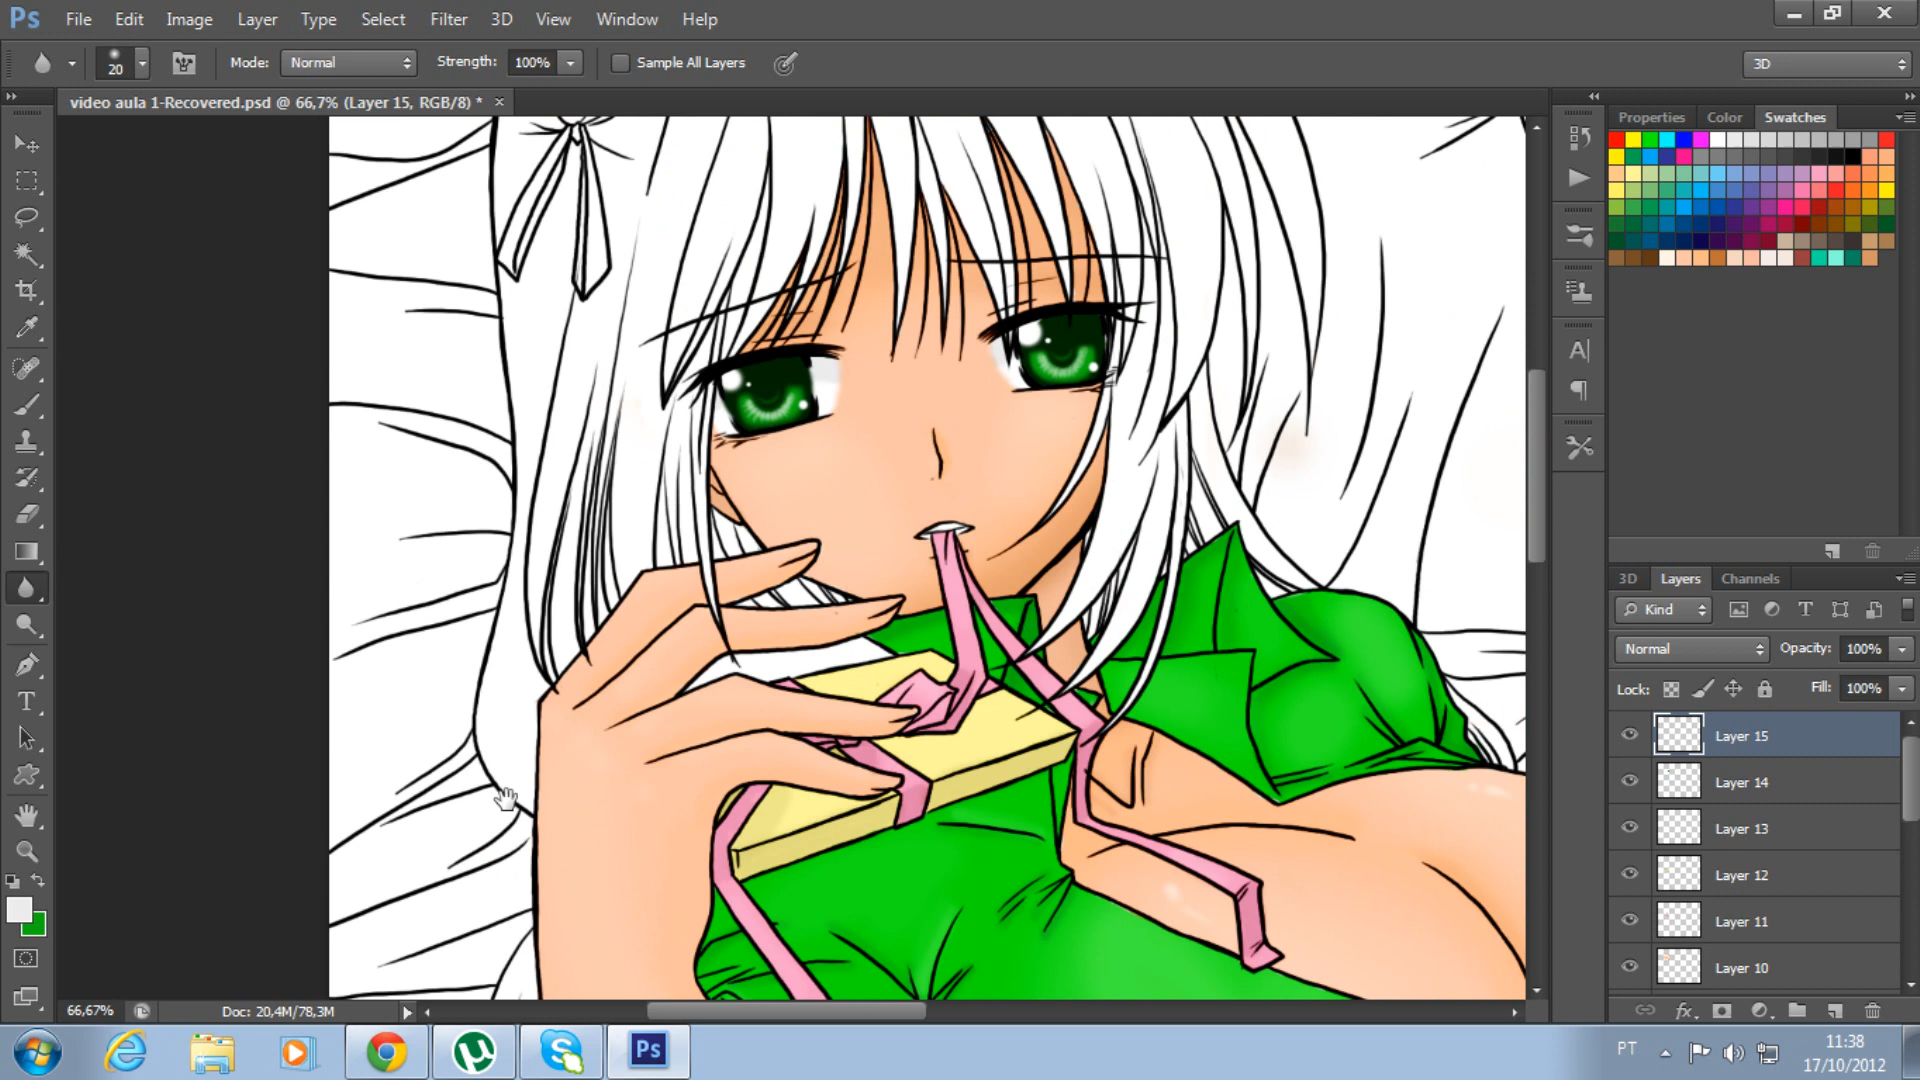 Ps File Edit Image Layer Type Select Filter 3D View Window Help
20 Mode: Normal Strength: 100% Sample All Layers 3D
video aula 1-Recovered.psd @ 66,7% (Layer 15, RGB/8) * ×
Properties Color Swatches
3D Layers Channels
Kind
Normal Opacity: 100%
Lock: Fill: 100%
Layer 15
Layer 14
Layer 13
Layer 12
Layer 11
Layer 10
66,67% Doc: 20,4M/78,3M
Ps PT 11:38
17/10/2012